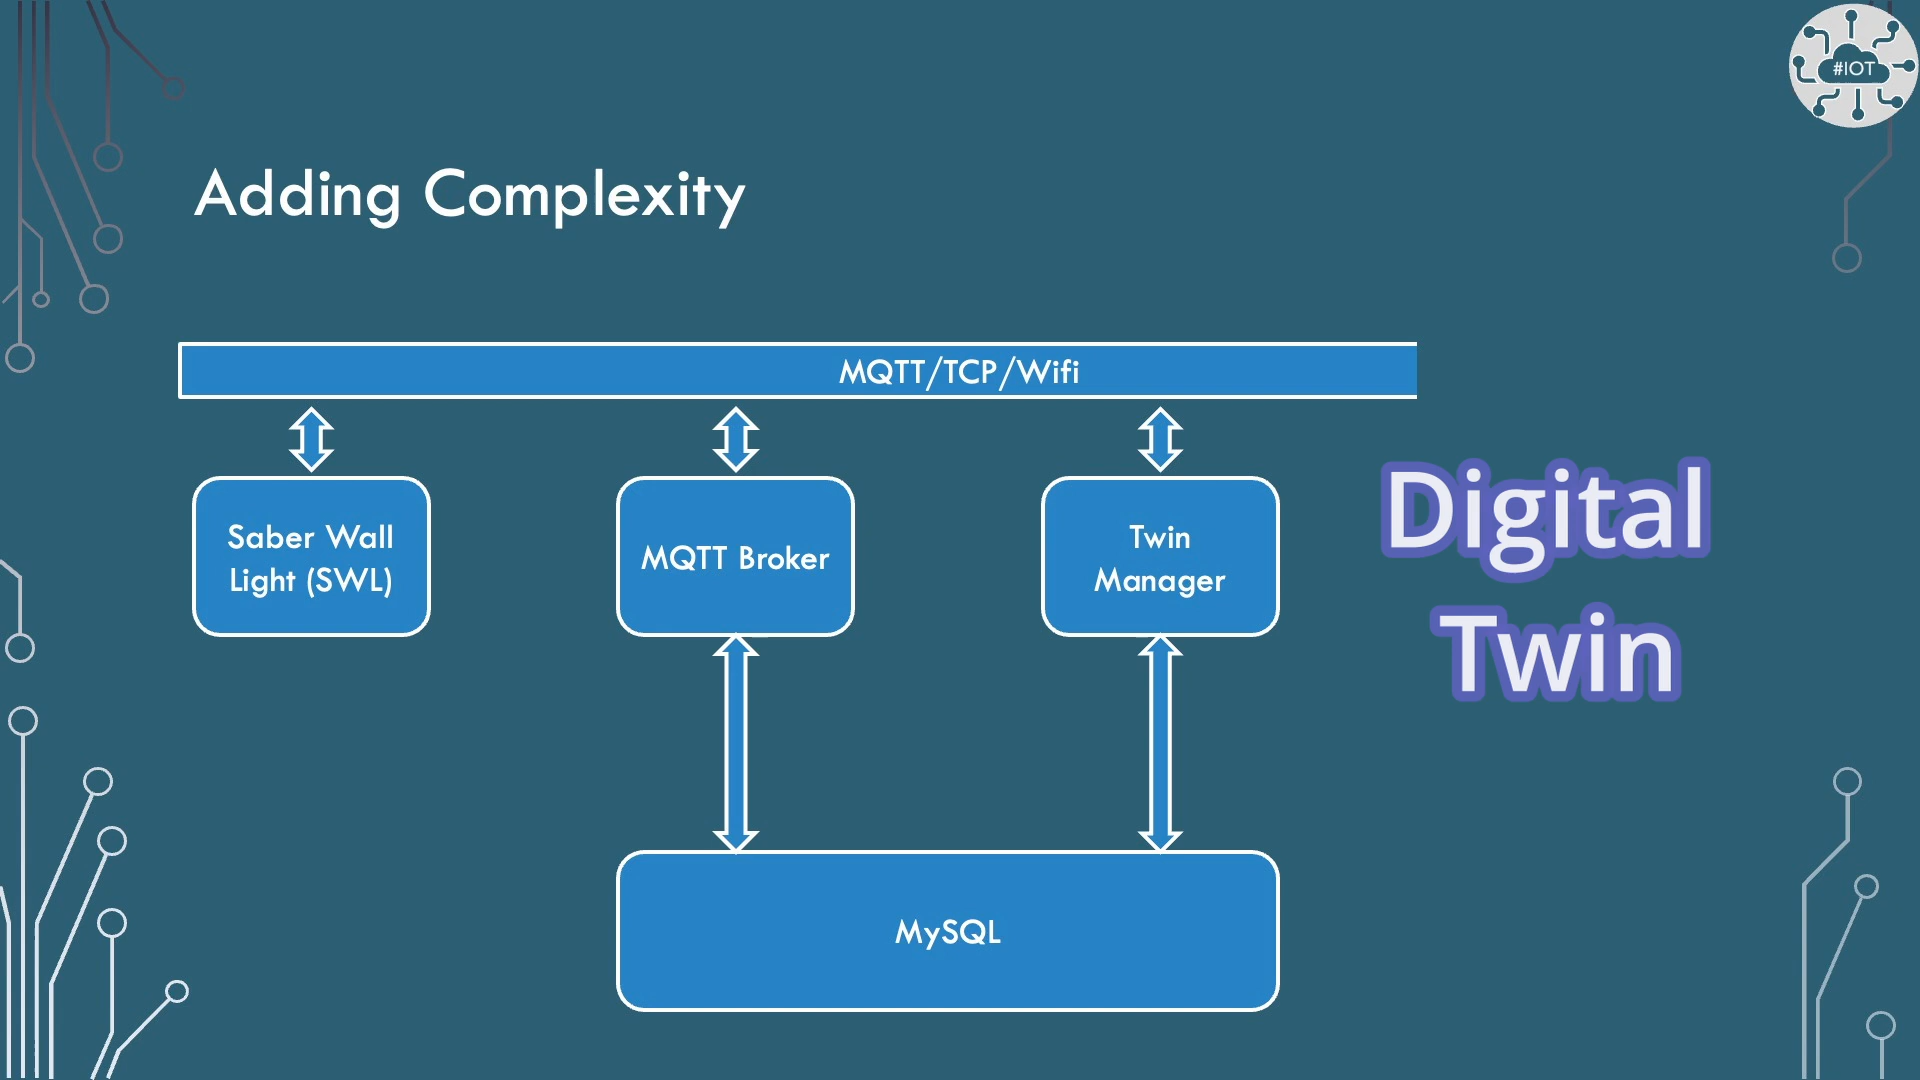 #IOT
Adding Complexity
MQTT/TCP/Wifi
Saber Wall
Light (SWL)
MQTT Broker
Twin
Manager
Digital
Twin
MySQL